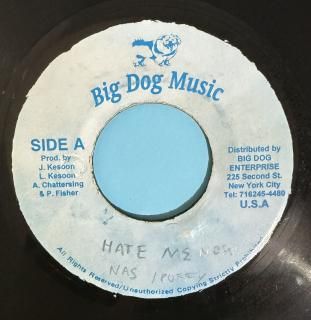 Big Dog Music
SIDE A
Prod. by
J. Kesoon
L. Kesoon
A. Chattersing
& P. Fisher
Distributed by
BIG DOG
ENTERPRISE
225 Second St.
New York City
Tel: 716245-4480
U.S.A
HATE ME NOW
NAS / PUFFY
All Rights Reserved/Unauthorized Copying Strictly Prohibited